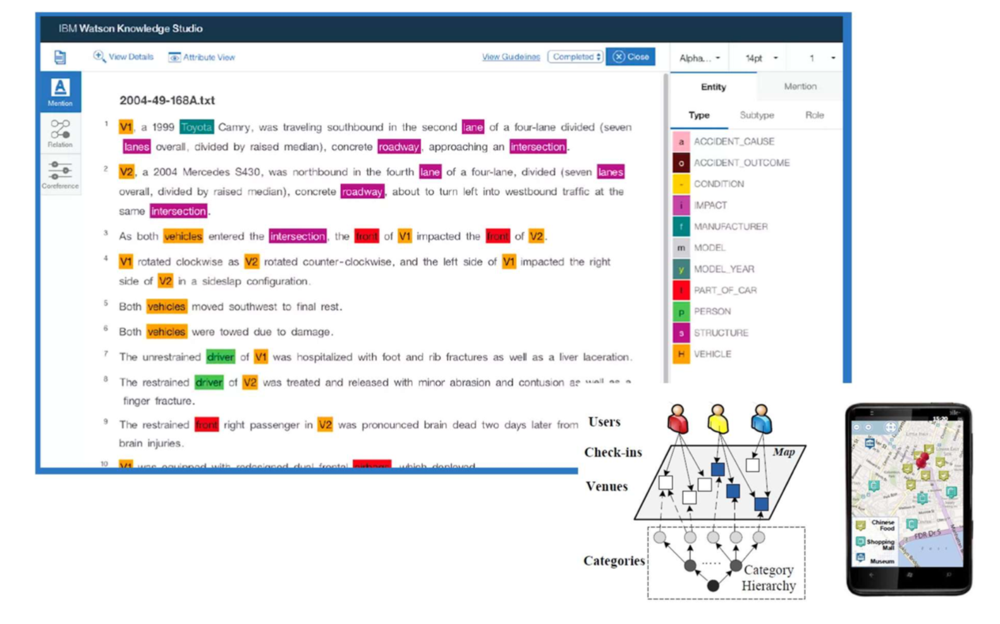 IBM Watson Knowledge Studio
View Details Attribute View View Guidelines Completed Close Alpha... 14pt 1
Mention
Relation
Coreference
2004-49-168A.txt
1 V1, a 1999 Toyota Camry, was traveling southbound in the second lane of a four-lane divided (seven
lanes overall, divided by raised median), concrete roadway, approaching an intersection.
2 V2, a 2004 Mercedes S430, was northbound in the fourth lane of a four-lane, divided (seven lanes
overall, divided by raised median), concrete roadway, about to turn left into westbound traffic at the
same intersection.
3 As both vehicles entered the intersection, the front of V1 impacted the front of V2.
4 V1 rotated clockwise as V2 rotated counter-clockwise, and the left side of V1 impacted the right
side of V2 in a sideslap configuration.
5 Both vehicles moved southwest to final rest.
6 Both vehicles were towed due to damage.
7 The unrestrained driver of V1 was hospitalized with foot and rib fractures as well as a liver laceration.
8 The restrained driver of V2 was treated and released with minor abrasion and contusion as well as a
finger fracture.
9 The restrained front right passenger in V2 was pronounced brain dead two days later from
brain injuries.
10 V1 was equipped with redesigned dual frontal airbags, which deployed
Entity Mention
Type Subtype Role
a ACCIDENT_CAUSE
o ACCIDENT_OUTCOME
- CONDITION
i IMPACT
f MANUFACTURER
m MODEL
y MODEL_YEAR
l PART_OF_CAR
p PERSON
s STRUCTURE
H VEHICLE
Users
Check-ins
Map
Venues
Categories
.....
Category
Hierarchy
15:20
LITTLE ITALY
LOWER EAST
SIDE
Chinese
Food
Shopping
Mall
Museum
FDR Dr S